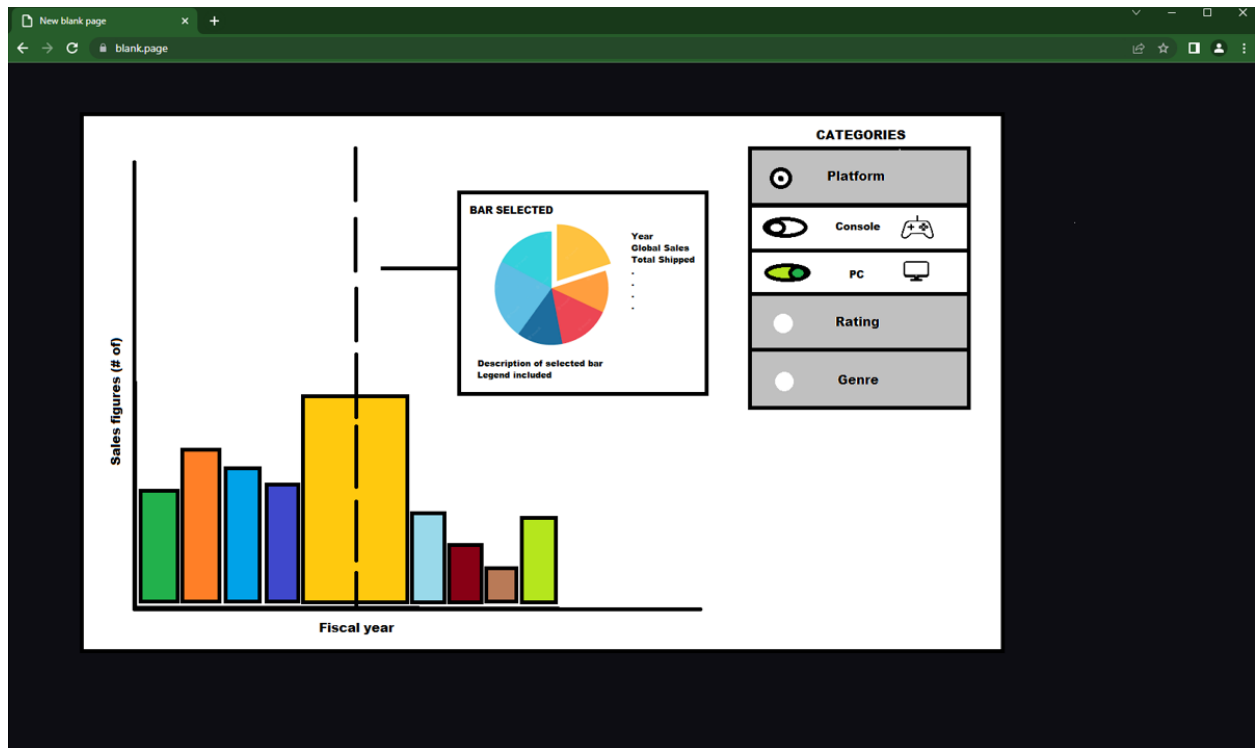 New blank page
blank.page
CATEGORIES
Platform
Console
PC
Rating
Genre
BAR SELECTED
Year
Global Sales
Total Shipped
.
.
.
.
Description of selected bar
Legend included
Sales figures (# of)
Fiscal year